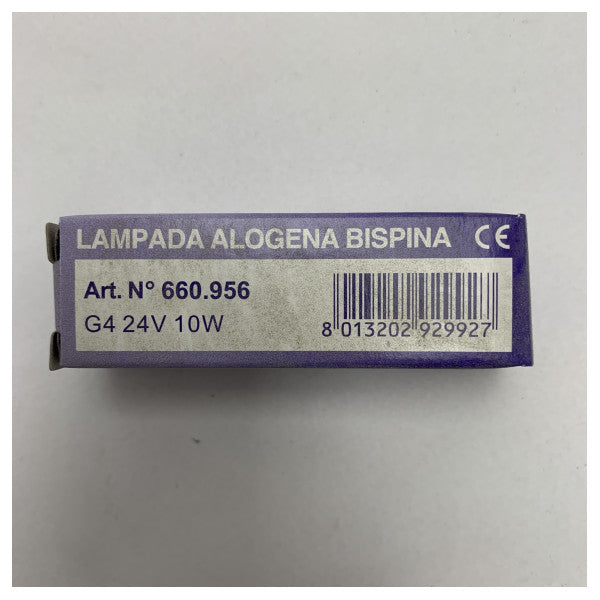 LAMPADA ALOGENA BISPINA CE
Art. N° 660.956
G4 24V 10W
8 013202 929927